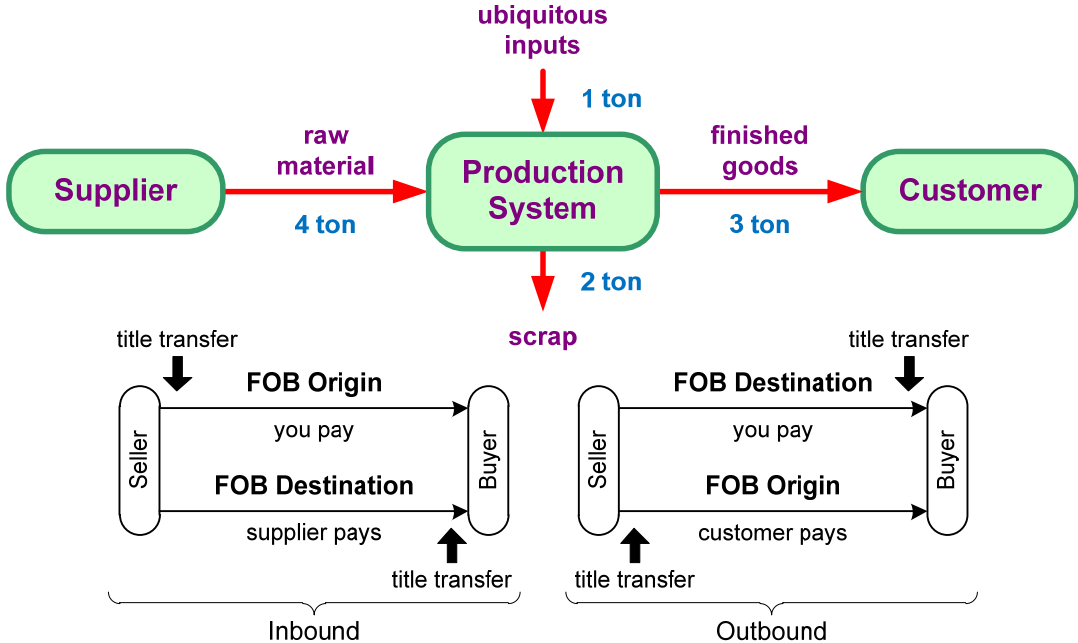 ubiquitous
inputs
1 ton
raw
material
finished
goods
Supplier
Production
System
Customer
4 ton
3 ton
2 ton
scrap
title transfer
title transfer
FOB Origin
you pay
FOB Destination
supplier pays
Seller
Buyer
title transfer
FOB Destination
you pay
FOB Origin
customer pays
Seller
Buyer
title transfer
Inbound
Outbound